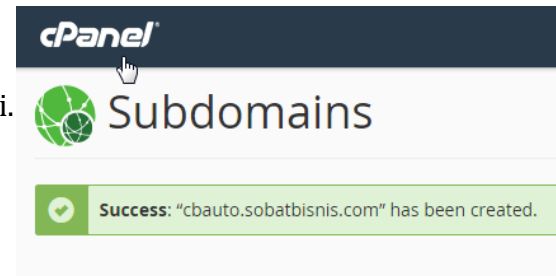 cPanel®
i.
Subdomains
Success: “cbauto.sobatbisnis.com” has been created.